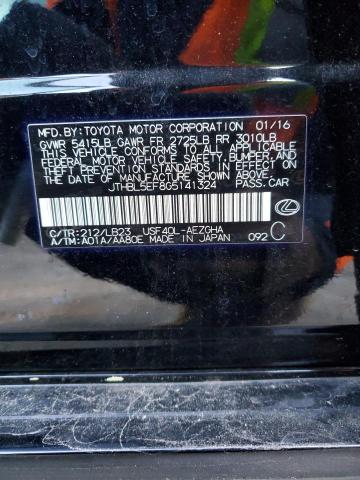 MFD.BY:TOYOTA MOTOR CORPORATION 01/16
GVWR 5415LB GAWR FR 2725LB RR 3010LB
THIS VEHICLE CONFORMS TO ALL APPLICABLE
FEDERAL MOTOR VEHICLE SAFETY, BUMPER, AND
THEFT PREVENTION STANDARDS IN EFFECT ON
THE DATE OF MANUFACTURE SHOWN ABOVE.
JTHBL5EF8G5141324 PASS.CAR
C/TR:212/LB23 USF40L-AEZGHA
A/TM:A01A/AA80E MADE IN JAPAN 092 C